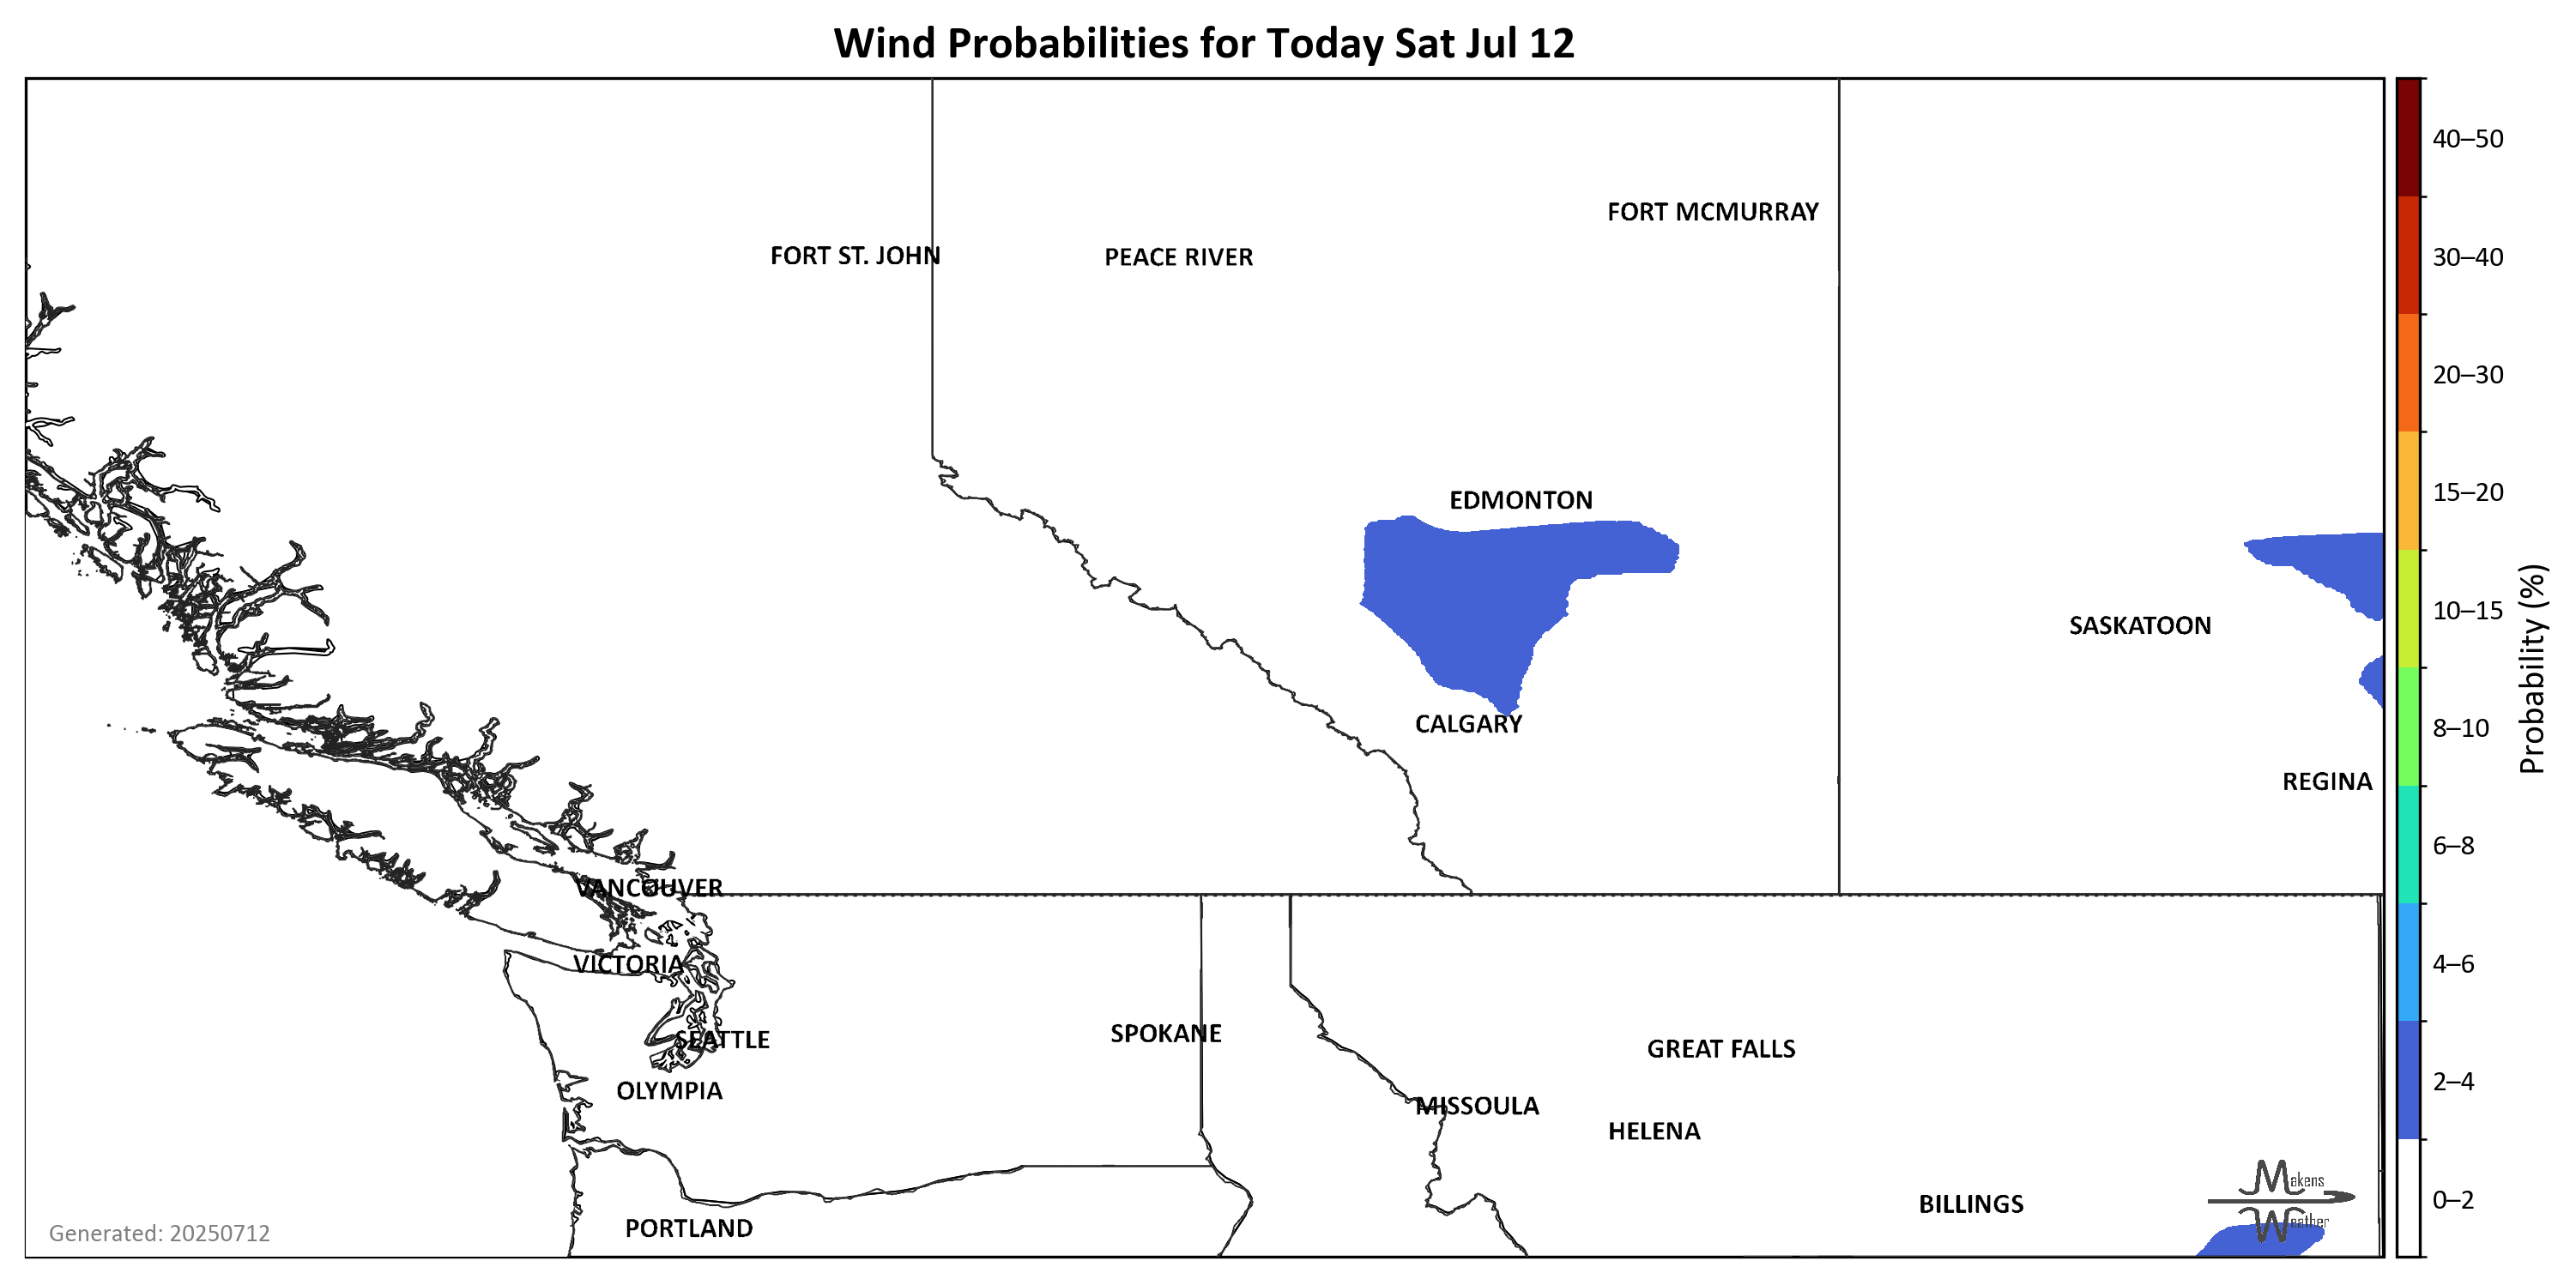 Wind Probabilities for Today Sat Jul 12
40–50
FORT MCMURRAY
FORT ST. JOHN
PEACE RIVER
30–40
20–30
EDMONTON
15–20
SASKATOON
10–15
CALGARY
8–10
Probability (%)
REGINA
6–8
VANCOUVER
VICTORIA
4–6
SEATTLE
SPOKANE
GREAT FALLS
OLYMPIA
2–4
MISSOULA
HELENA
Makens
Weather
BILLINGS
0–2
PORTLAND
Generated: 20250712